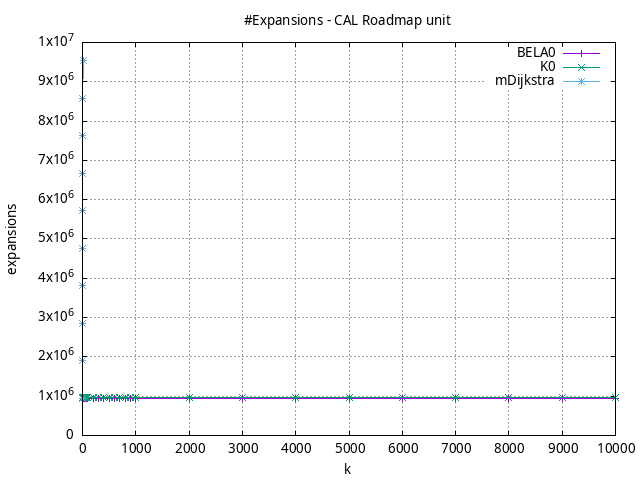 #Expansions - CAL Roadmap unit
BELA0
K0
mDijkstra
1x10^7
9x10^6
8x10^6
7x10^6
6x10^6
5x10^6
4x10^6
3x10^6
2x10^6
1x10^6
0
expansions
0 1000 2000 3000 4000 5000 6000 7000 8000 9000 10000
k